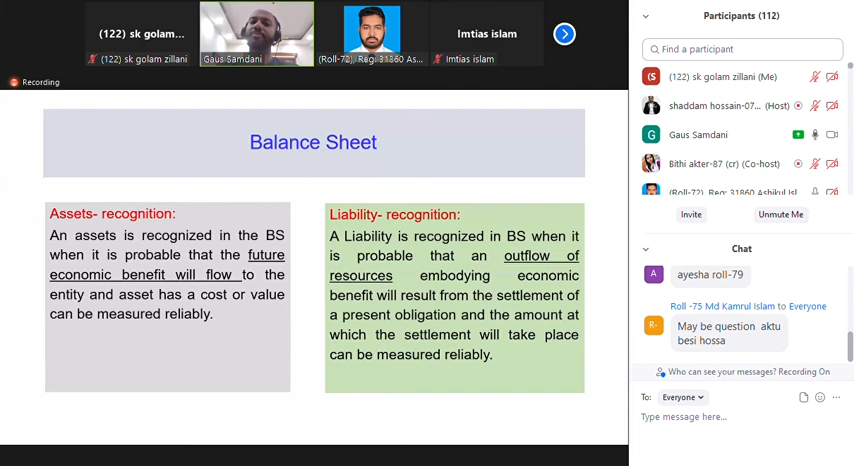 (122) sk golam...
Imtias islam
(122) sk golam zillani
Gaus Samdani
(Roll-72), Regi 31860 As...
Imtias islam
Recording
Balance Sheet
Assets- recognition:
An assets is recognized in the BS
when it is probable that the future
economic benefit will flow to the
entity and asset has a cost or value
can be measured reliably.
Liability- recognition:
A Liability is recognized in BS when it
is probable that an outflow of
resources embodying economic
benefit will result from the settlement of
a present obligation and the amount at
which the settlement will take place
can be measured reliably.
Participants (112)
Find a participant
(S
(122) sk golam zillani (Me)
shaddam hossain-07... (Host)
G
Gaus Samdani
Bithi akter-87 (cr) (Co-host)
(Roll-72), Reg: 31860 Ashikul Isl...
Invite
Unmute Me
Chat
A
ayesha roll-79
Roll -75 Md Kamrul Islam to Everyone
R-
May be question aktu
besi hossa
Who can see your messages? Recording On
To:
Everyone
Type message here...